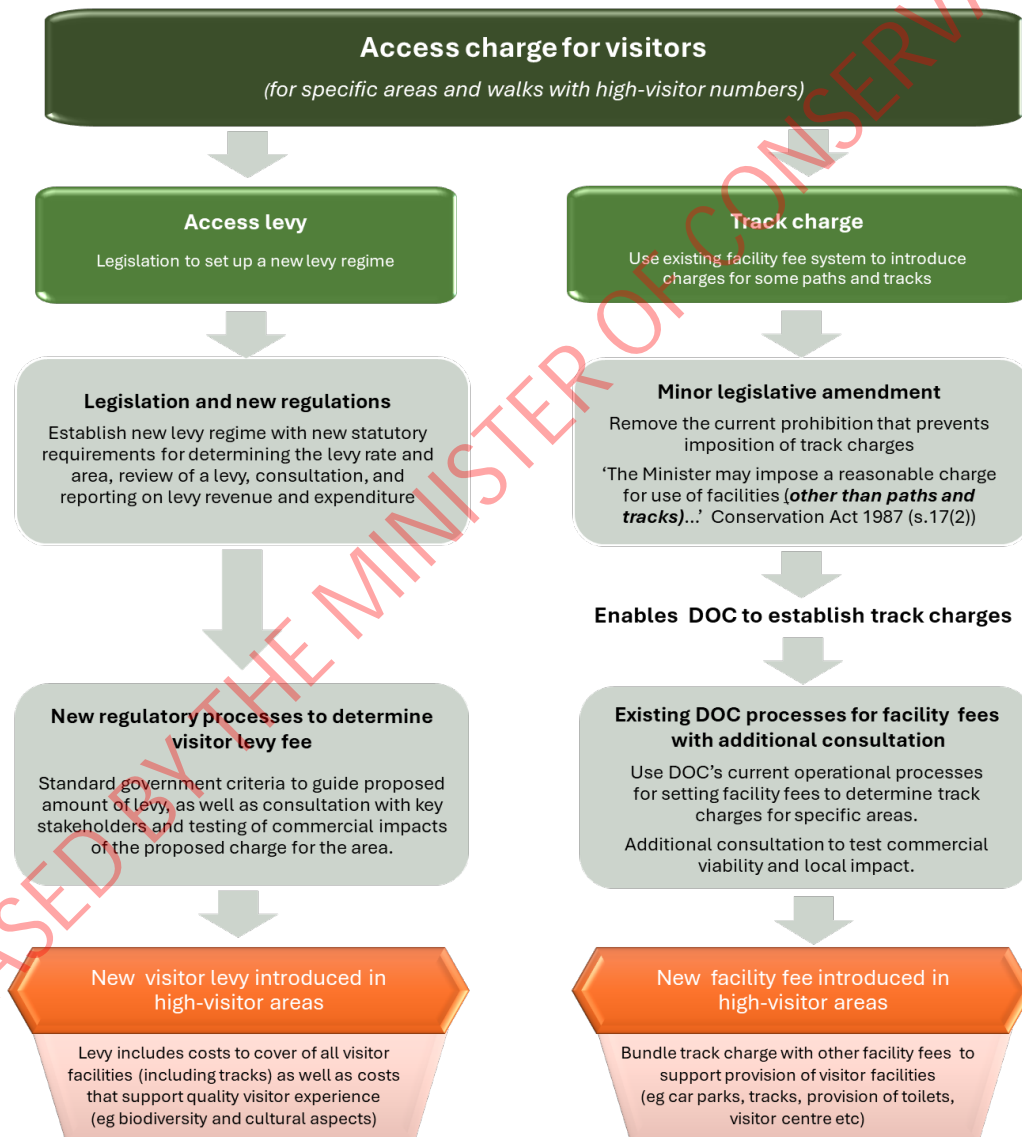 Access charge for visitors
(for specific areas and walks with high-visitor numbers)
Access levy
Legislation to set up a new levy regime
Legislation and new regulations
Establish new levy regime with new statutory
requirements for determining the levy rate and
area, review of a levy, consultation, and
reporting on levy revenue and expenditure
New regulatory processes to determine
visitor levy fee
Standard government criteria to guide proposed
amount of levy, as well as consultation with key
stakeholders and testing of commercial impacts
of the proposed charge for the area.
New visitor levy introduced in
high-visitor areas
Levy includes costs to cover of all visitor
facilities (including tracks) as well as costs
that support quality visitor experience
(eg biodiversity and cultural aspects)
Track charge
Use existing facility fee system to introduce
charges for some paths and tracks
Minor legislative amendment
Remove the current prohibition that prevents
imposition of track charges
‘The Minister may impose a reasonable charge
for use of facilities (other than paths and
tracks)...’ Conservation Act 1987 (s.17(2))
Enables DOC to establish track charges
Existing DOC processes for facility fees
with additional consultation
Use DOC’s current operational processes
for setting facility fees to determine track
charges for specific areas.
Additional consultation to test commercial
viability and local impact.
New facility fee introduced in
high-visitor areas
Bundle track charge with other facility fees to
support provision of visitor facilities
(eg car parks, tracks, provision of toilets,
visitor centre etc)
ASED BY THE MINISTER OF CONSERV